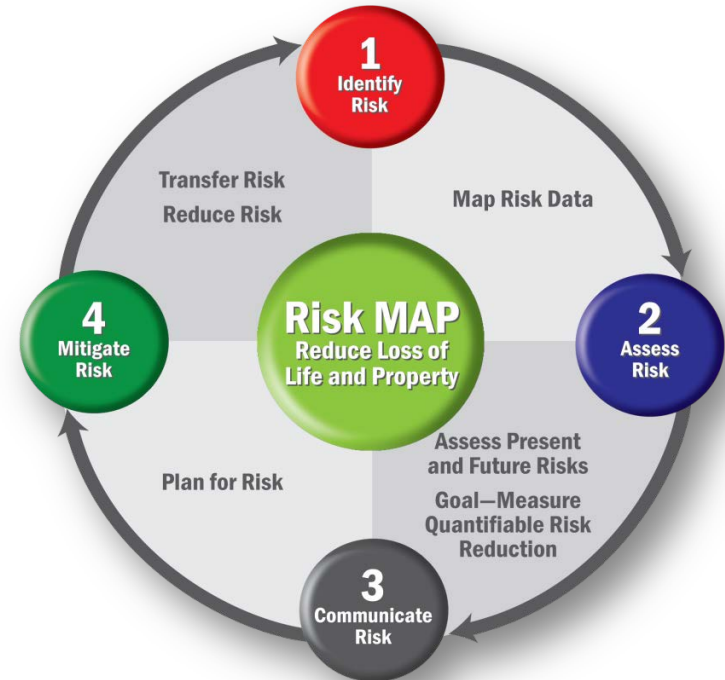 1
Identify
Risk
Map Risk Data
2
Assess
Risk
Assess Present
and Future Risks
Goal—Measure
Quantifiable Risk
Reduction
3
Communicate
Risk
Plan for Risk
4
Mitigate
Risk
Transfer Risk
Reduce Risk
Risk MAP
Reduce Loss of
Life and Property